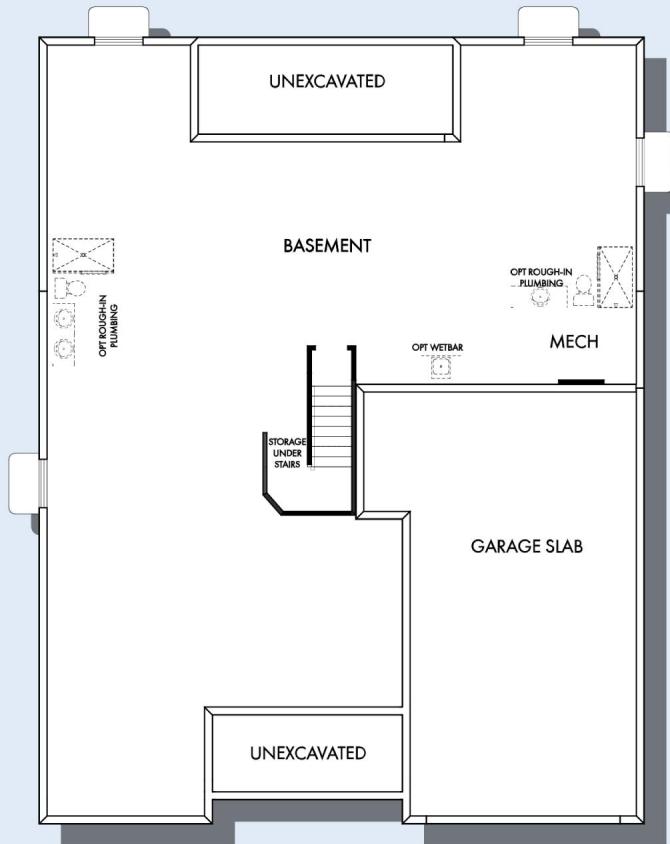 UNEXCAVATED
BASEMENT
OPT ROUGH-IN
PLUMBING
OPT ROUGH-IN
PLUMBING
OPT WETBAR
MECH
STORAGE
UNDER
STAIRS
GARAGE SLAB
UNEXCAVATED